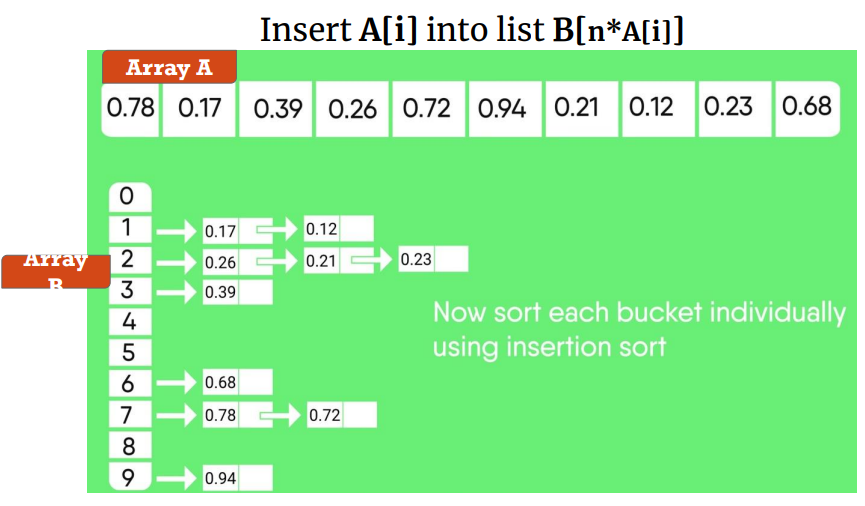 Insert A[i] into list B[n*A[i]]
Array A
0.78 0.17 0.39 0.26 0.72 0.94 0.21 0.12 0.23 0.68
0
1 0.17 0.12
Array
B
2 0.26 0.21 0.23
3 0.39
Now sort each bucket individually
using insertion sort
4
5
6 0.68
7 0.78 0.72
8
9 0.94